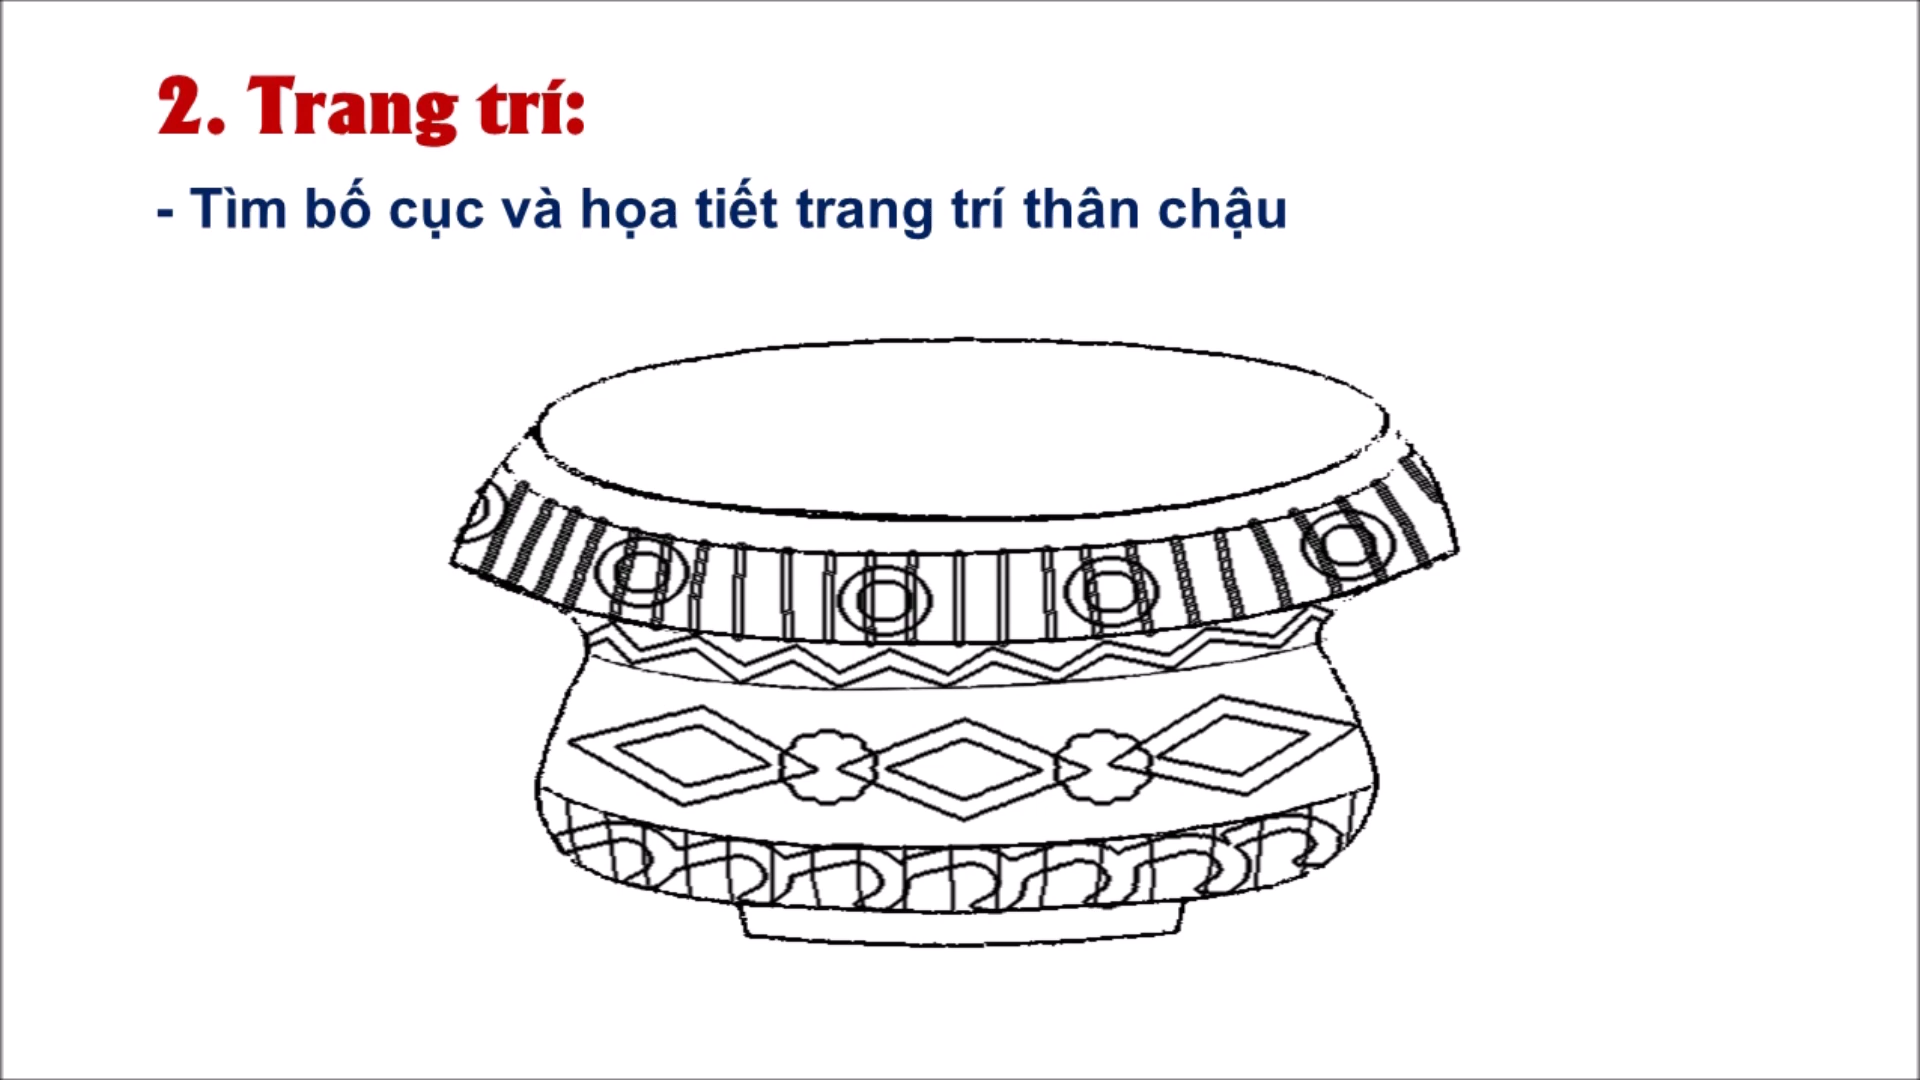 2. Trang trí:
- Tìm bố cục và họa tiết trang trí thân chậu